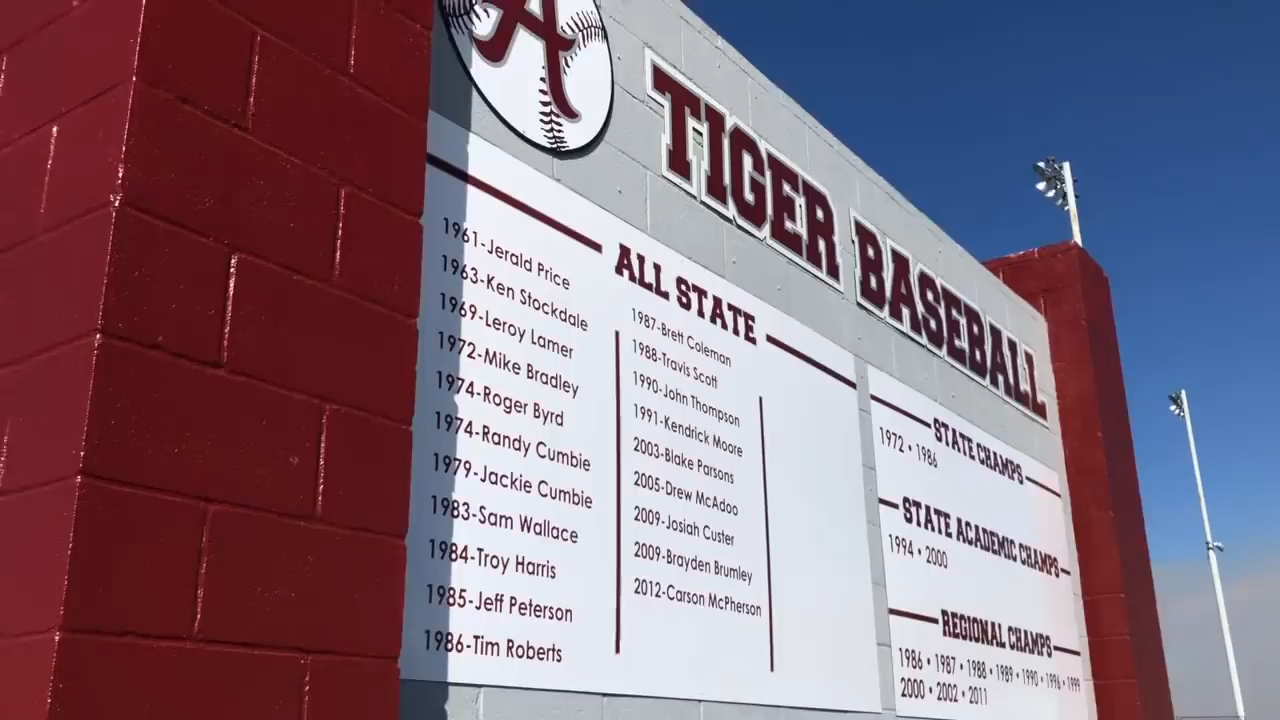 A
TIGER BASEBALL
ALL STATE
1961-Jerald Price
1963-Ken Stockdale
1969-Leroy Lamer
1972-Mike Bradley
1974-Roger Byrd
1974-Randy Cumbie
1979-Jackie Cumbie
1983-Sam Wallace
1984-Troy Harris
1985-Jeff Peterson
1986-Tim Roberts
1987-Brett Coleman
1988-Travis Scott
1990-John Thompson
1991-Kendrick Moore
2003-Blake Parsons
2005-Drew McAdoo
2009-Josiah Custer
2009-Brayden Brumley
2012-Carson McPherson
STATE CHAMPS
1972 • 1986
STATE ACADEMIC CHAMPS
1994 • 2000
REGIONAL CHAMPS
1986 • 1987 • 1988 • 1989 • 1990 • 1996 • 1999
2000 • 2002 • 2011